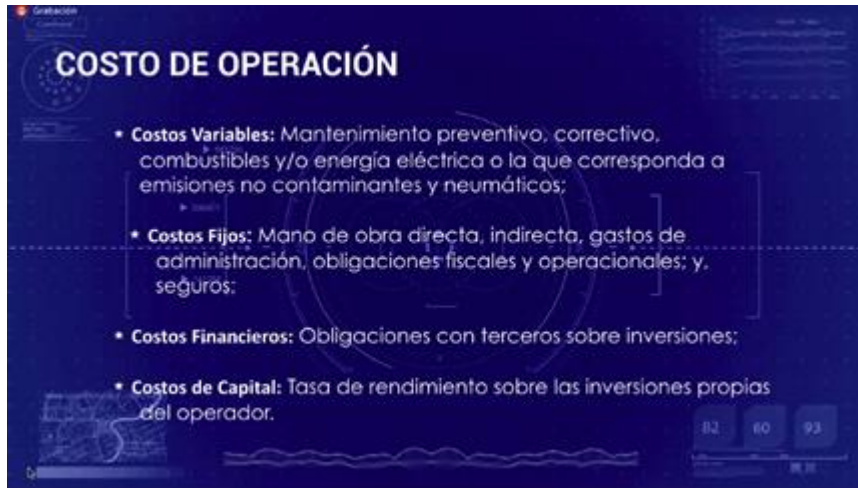 Grabación
COSTO DE OPERACIÓN
* Costos Variables: Mantenimiento preventivo, correctivo,
combustibles y/o energía eléctrica o la que corresponda a
emisiones no contaminantes y neumáticos;
* Costos Fijos: Mano de obra directa, indirecta, gastos de
administración, obligaciones fiscales y operacionales; y,
seguros;
* Costos Financieros: Obligaciones con terceros sobre inversiones;
* Costos de Capital: Tasa de rendimiento sobre las inversiones propias
del operador.
82 60 93